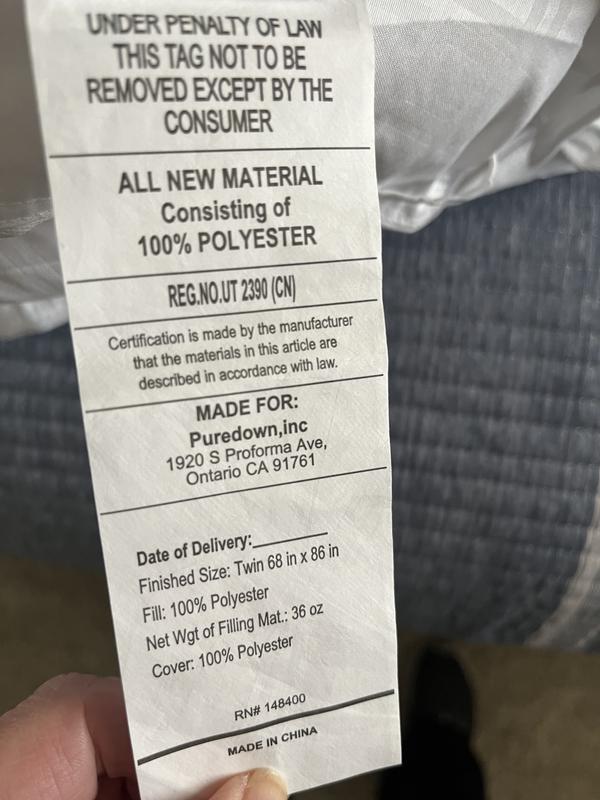 UNDER PENALTY OF LAW
THIS TAG NOT TO BE
REMOVED EXCEPT BY THE
CONSUMER
ALL NEW MATERIAL
Consisting of
100% POLYESTER
REG.NO.UT 2390 (CN)
Certification is made by the manufacturer
that the materials in this article are
described in accordance with law.
MADE FOR:
Puredown,inc
1920 S Proforma Ave,
Ontario CA 91761
Date of Delivery:
Finished Size: Twin 68 in x 86 in
Fill: 100% Polyester
Net Wgt of Filling Mat.: 36 oz
Cover: 100% Polyester
RN# 148400
MADE IN CHINA